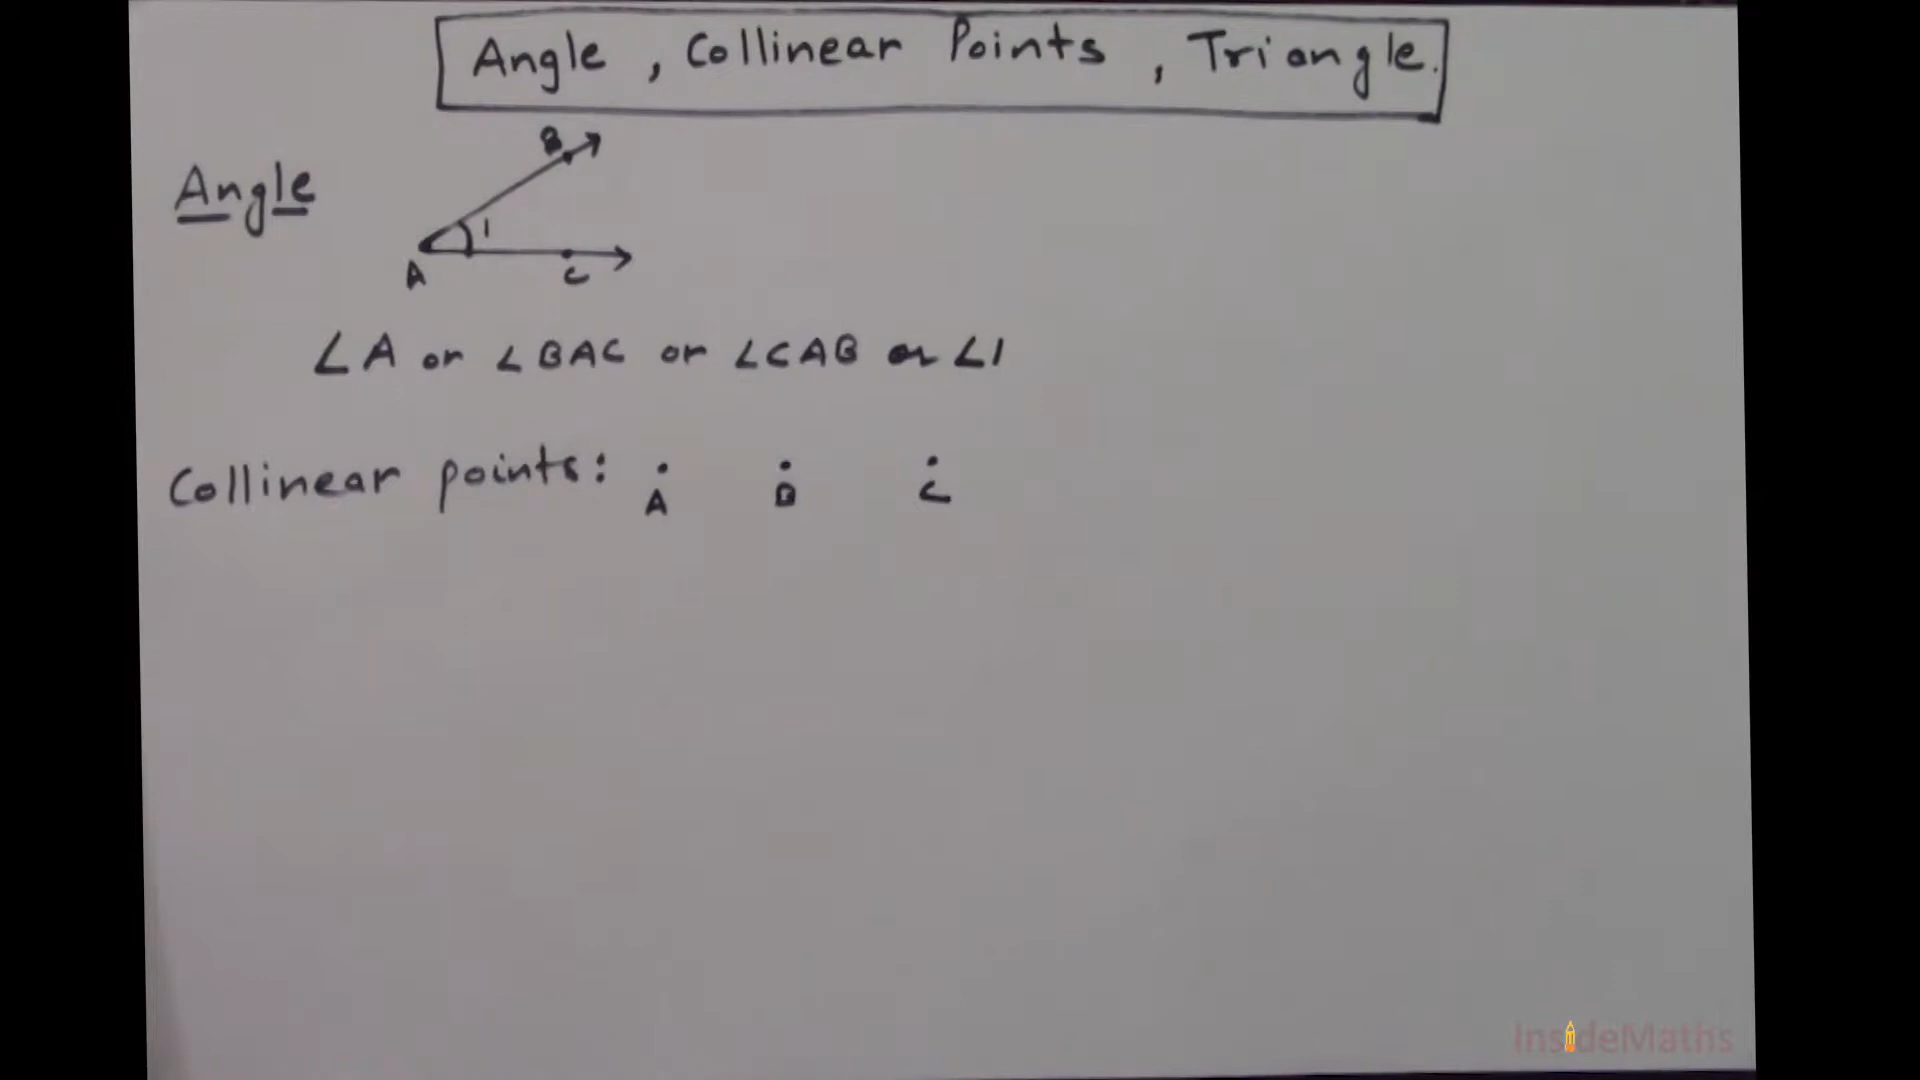 Angle, Collinear Points, Triangle.
B
Angle
1
A
C
∠A or ∠BAC or ∠CAB or ∠1
Collinear points:
A B C
InsideMaths